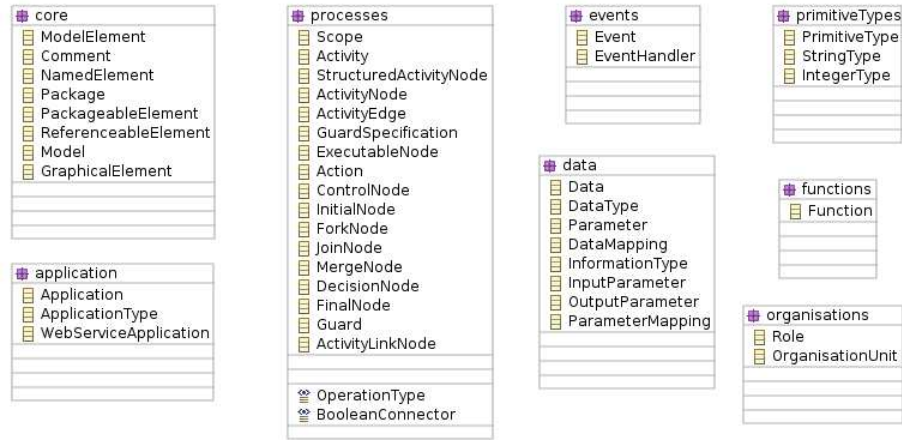 core
ModelElement
Comment
NamedElement
Package
PackageableElement
ReferenceableElement
Model
GraphicalElement
application
Application
ApplicationType
WebServiceApplication
processes
Scope
Activity
StructuredActivityNode
ActivityNode
ActivityEdge
GuardSpecification
ExecutableNode
Action
ControlNode
InitialNode
ForkNode
JoinNode
MergeNode
DecisionNode
FinalNode
Guard
ActivityLinkNode
OperationType
BooleanConnector
events
Event
EventHandler
data
Data
DataType
Parameter
DataMapping
InformationType
InputParameter
OutputParameter
ParameterMapping
primitiveTypes
PrimitiveType
StringType
IntegerType
functions
Function
organisations
Role
OrganisationUnit